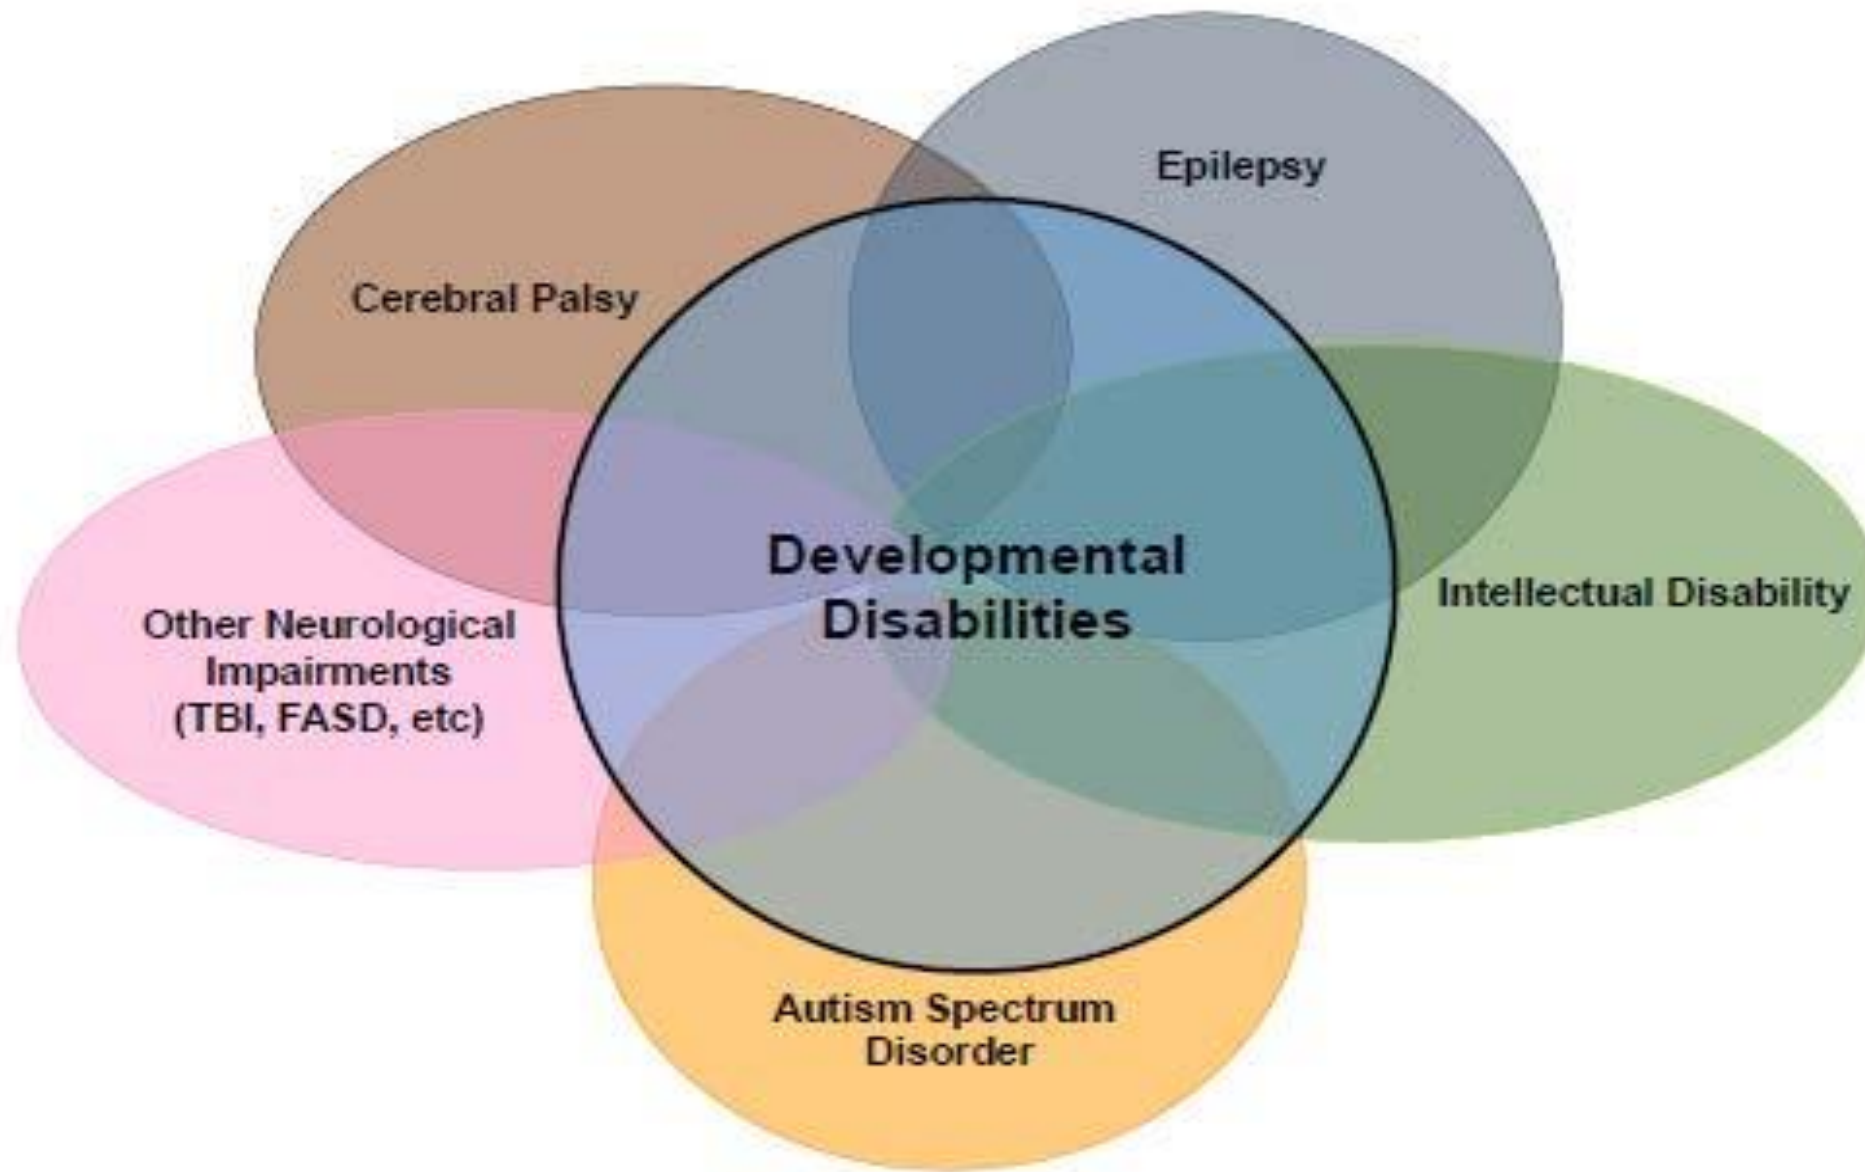 Epilepsy
Cerebral Palsy
Developmental
Disabilities
Intellectual Disability
Other Neurological
Impairments
(TBI, FASD, etc)
Autism Spectrum
Disorder